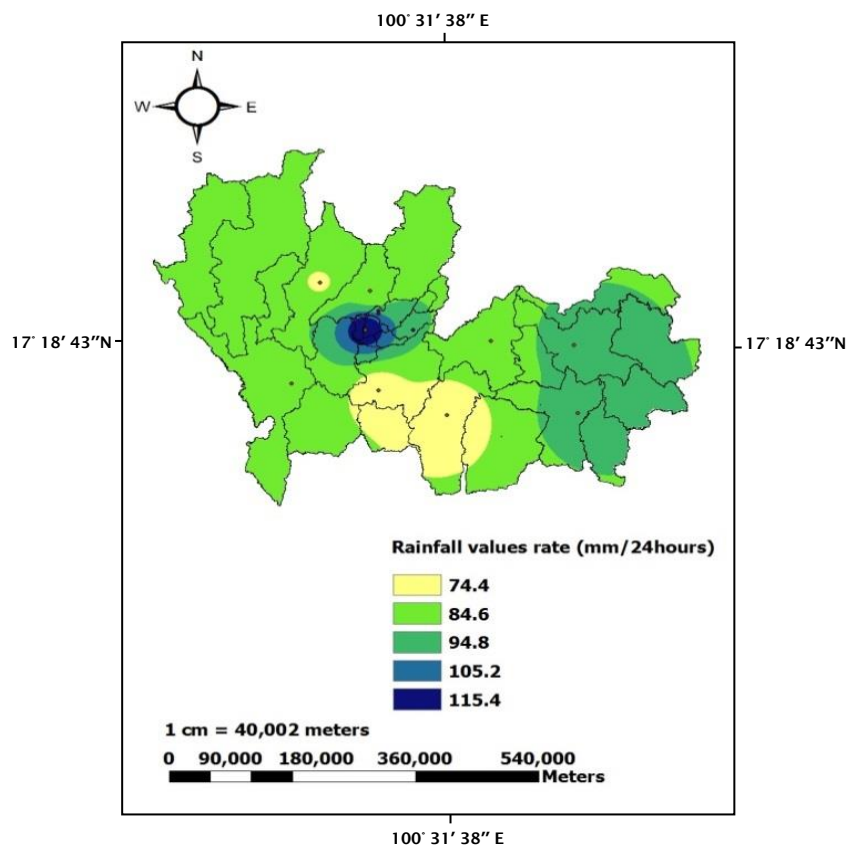 100° 31′ 38″ E
N
W E
S
17° 18′ 43″N 17° 18′ 43″N
Rainfall values rate (mm/24hours)
74.4
84.6
94.8
105.2
115.4
1 cm = 40,002 meters
0 90,000 180,000 360,000 540,000
Meters
100° 31′ 38″ E